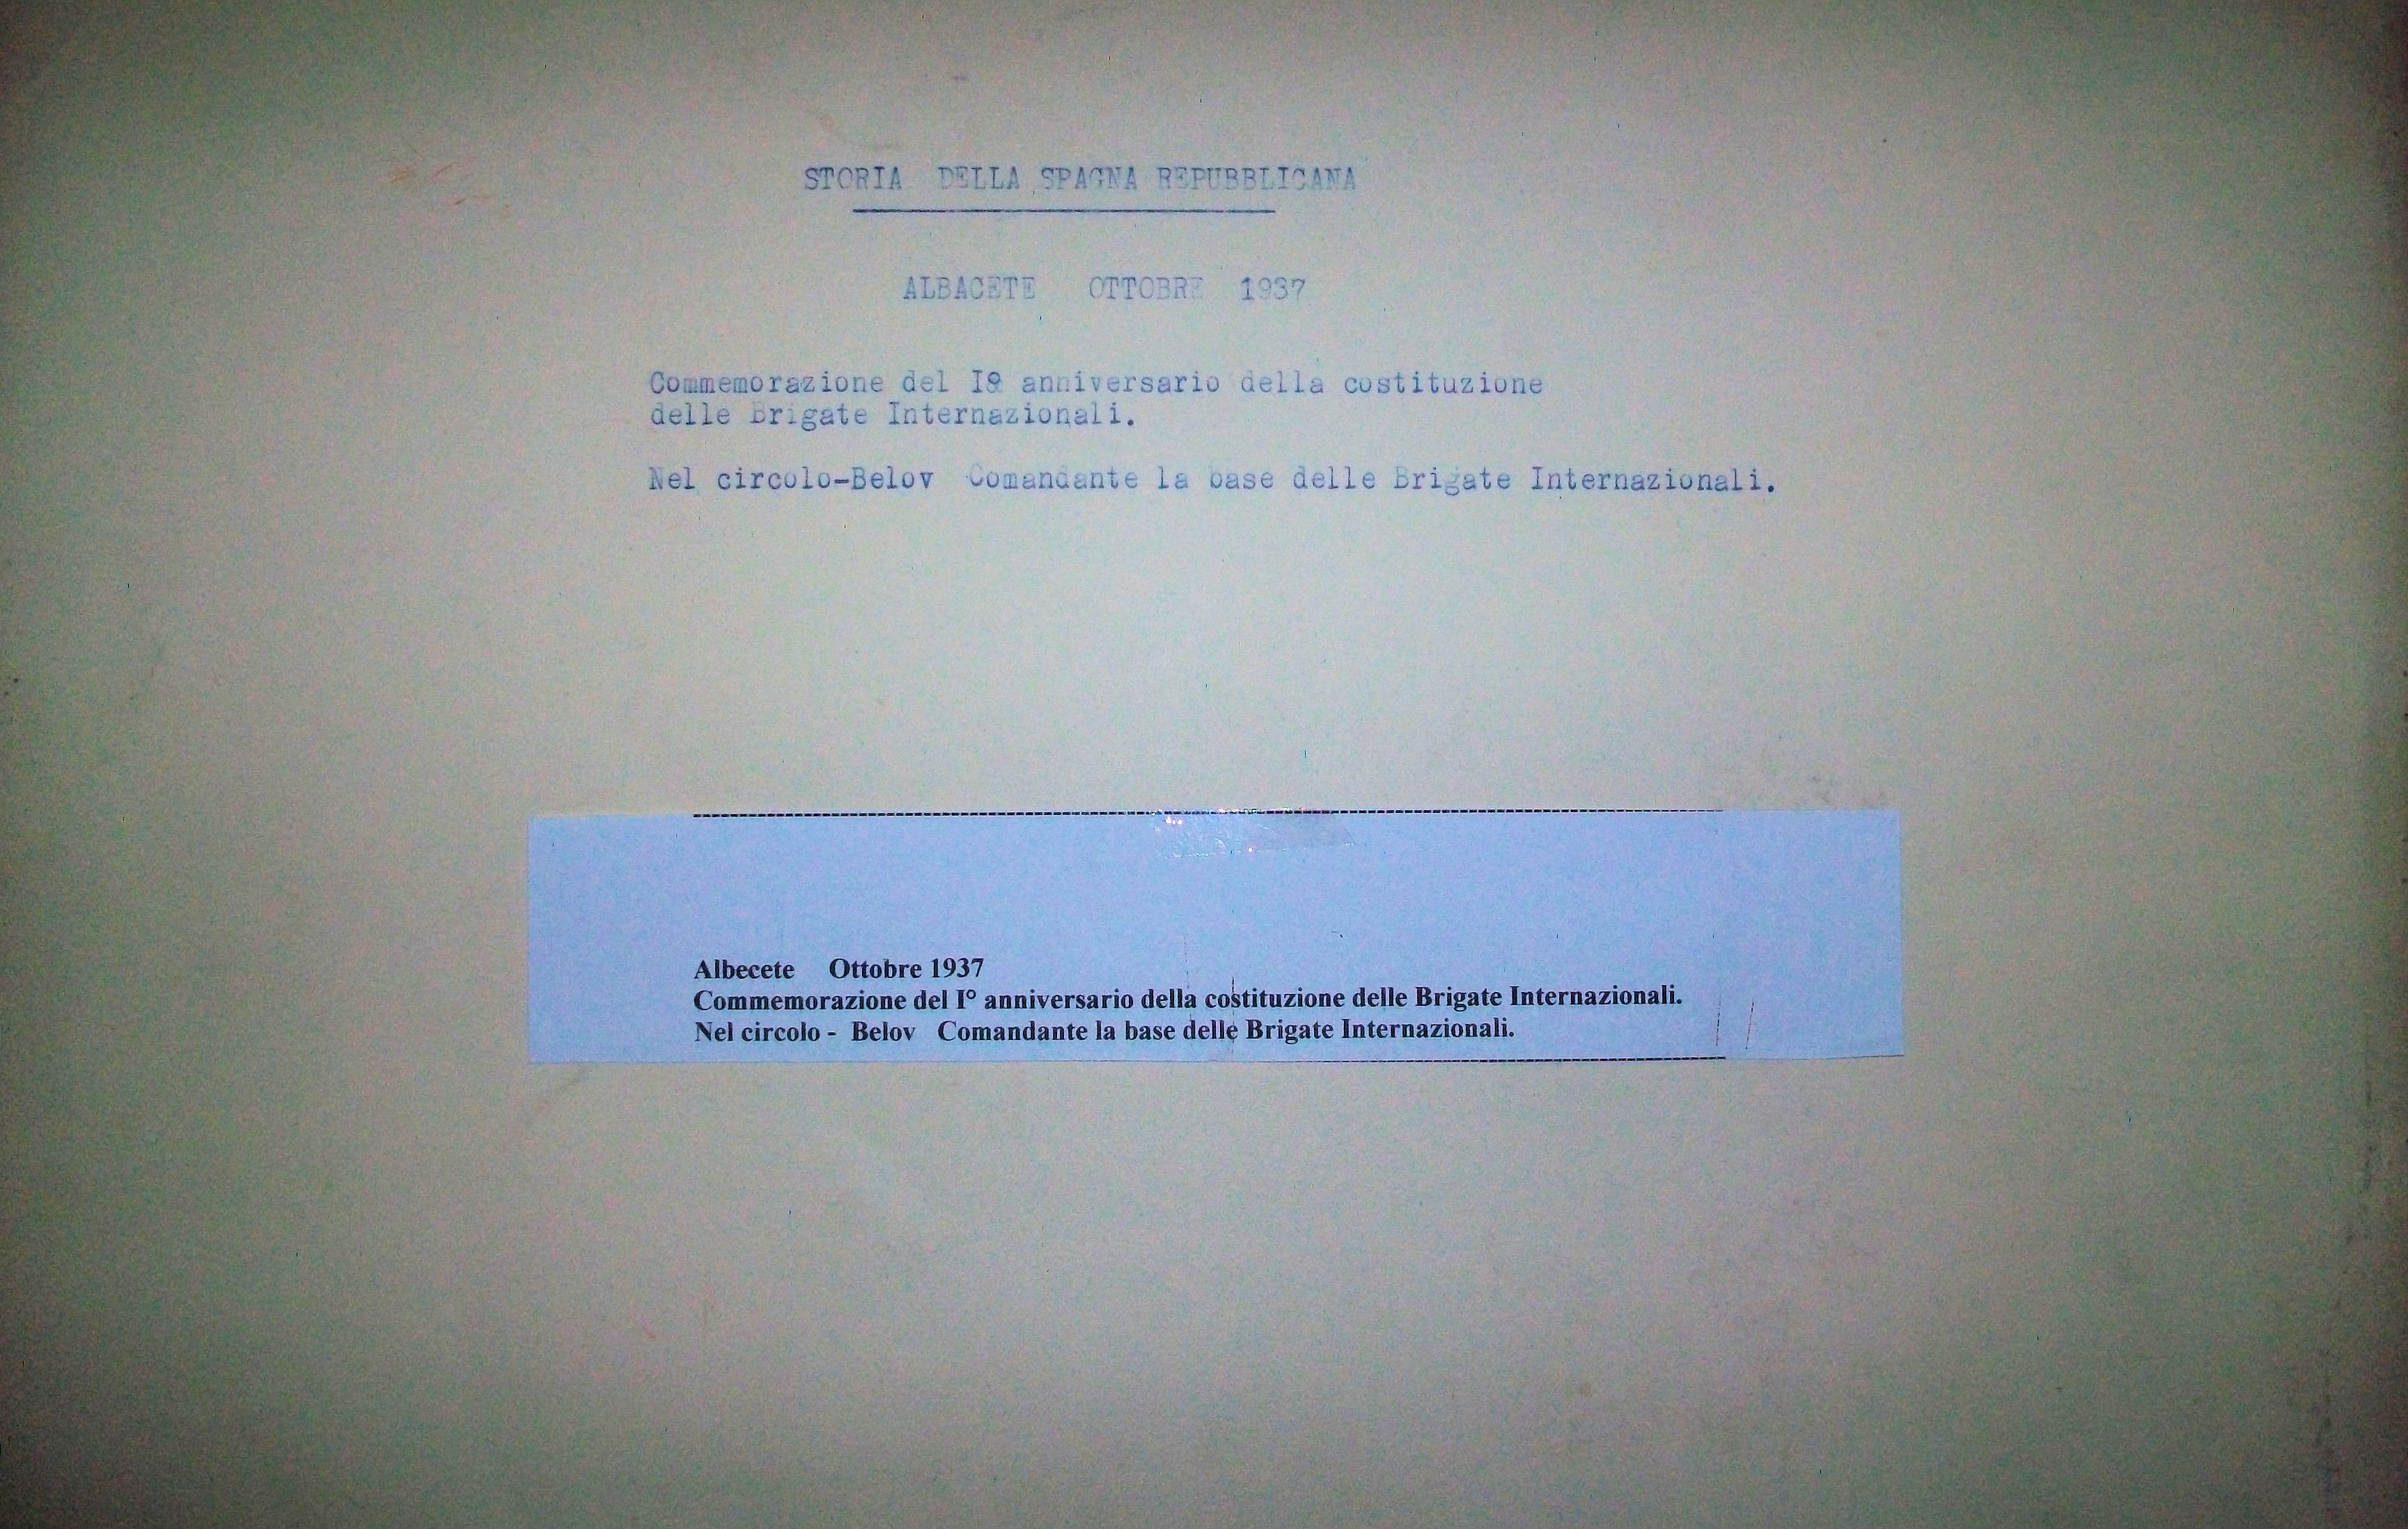 STORIA DELLA SPAGNA REPUBBLICANA
ALBACETE OTTOBRE 1937
Commemorazione del Iº anniversario della costituzione
delle Brigate Internazionali.
Nel circolo-Belov Comandante la base delle Brigate Internazionali.
Albecete Ottobre 1937
Commemorazione del I° anniversario della costituzione delle Brigate Internazionali.
Nel circolo - Belov Comandante la base delle Brigate Internazionali.